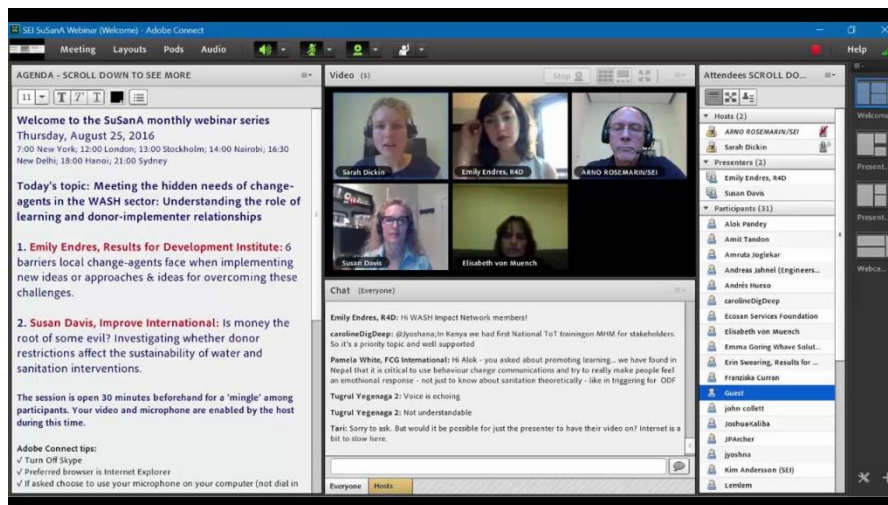 SEI SuSanA Webinar (Welcome) - Adobe Connect
Meeting Layouts Pods Audio Help
AGENDA - SCROLL DOWN TO SEE MORE
11 T T T
Welcome to the SuSanA monthly webinar series
Thursday, August 25, 2016
7:00 New York; 12:00 London; 13:00 Stockholm; 14:00 Nairobi; 16:30
New Delhi; 18:00 Hanoi; 21:00 Sydney
Today's topic: Meeting the hidden needs of change-
agents in the WASH sector: Understanding the role of
learning and donor-implementer relationships
1. Emily Endres, Results for Development Institute: 6
barriers local change-agents face when implementing
new ideas or approaches & ideas for overcoming these
challenges.
2. Susan Davis, Improve International: Is money the
root of some evil? Investigating whether donor
restrictions affect the sustainability of water and
sanitation interventions.
The session is open 30 minutes beforehand for a 'mingle' among
participants. Your video and microphone are enabled by the host
during this time.
Adobe Connect tips:
√ Turn Off Skype
√ Preferred browser is Internet Explorer
√ If asked choose to use your microphone on your computer (not dial in
Video (5)
Stop
Sarah Dickin
Emily Endres, R4D
ARNO ROSEMARIN/SEI
Susan Davis
Elisabeth von Muench
Chat (Everyone)
Emily Endres, R4D: Hi WASH Impact Network members!
carolineDigDeep: @Jyoshana;In Kenya we had first National ToT trainingon MHM for stakeholders.
So it's a priority topic and well supported
Pamela White, FCG International: Hi Alok - you asked about promoting learning... we have found in
Nepal that it is critical to use behaviour change communications and try to really make people feel
an emothional response - not just to know about sanitation theoretically - like in triggering for ODF
Tugrul Yegenaga 2: Voice is echoing
Tugrul Yegenaga 2: Not understandable
Tari: Sorry to ask. But would it be possible for just the presenter to have their video on? Internet is a
bit to slow here.
Everyone Hosts
Attendees SCROLL DO...
Hosts (2)
ARNO ROSEMARIN/SEI
Sarah Dickin
Presenters (2)
Emily Endres, R4D
Susan Davis
Participants (31)
Alok Pandey
Amit Tandon
Amruta Joglekar
Andreas Jahnel (Engineers...
Andrés Hueso
carolineDigDeep
Ecosan Services Foundation
Elisabeth von Muench
Emma Goring Whave Solut...
Erin Swearing, Results for ...
Franziska Curran
Guest
john collett
JoshuaKaliba
JPArcher
jyoshna
Kim Andersson (SEI)
Lemlem
Welcome
Present.
Present.
Webca...